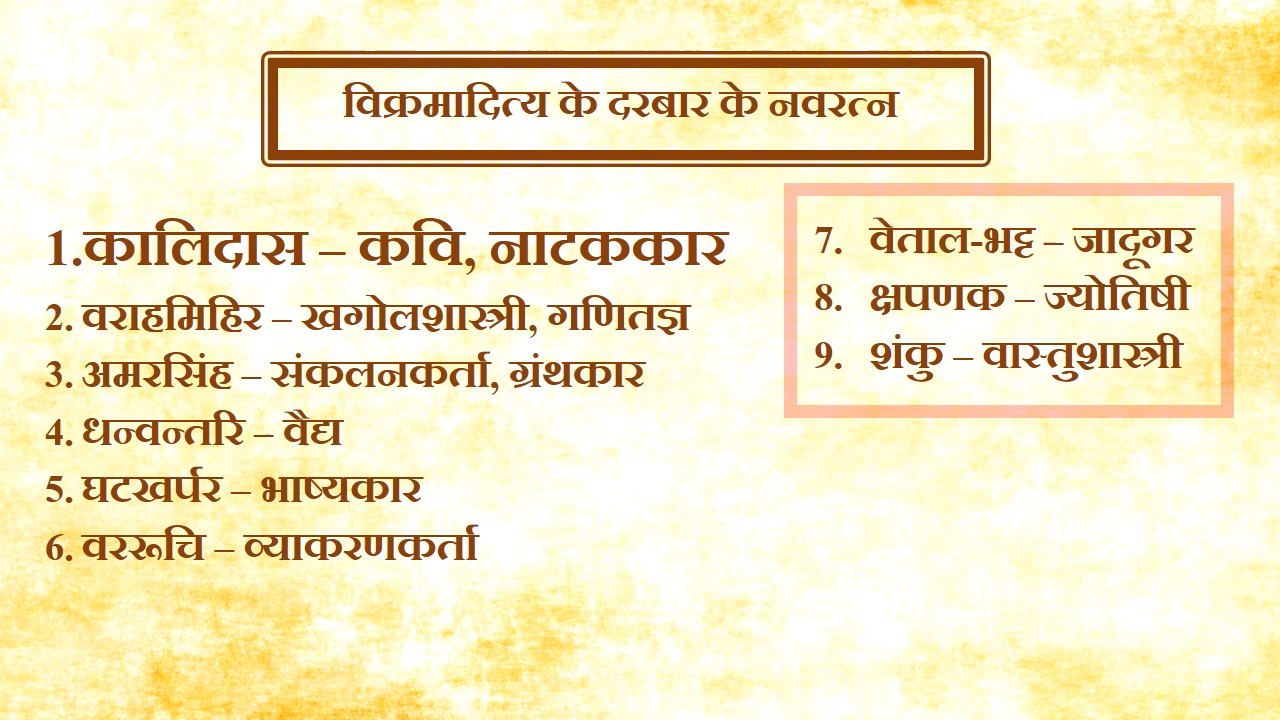 विक्रमादित्य के दरबार के नवरत्न
1.कालिदास – कवि, नाटककार
2. वराहमिहिर – खगोलशास्त्री, गणितज्ञ
3. अमरसिंह – संकलनकर्ता, ग्रंथकार
4. धन्वन्तरि – वैद्य
5. घटखर्पर – भाष्यकार
6. वररूचि – व्याकरणकर्ता
7. वेताल-भट्ट – जादूगर
8. क्षपणक – ज्योतिषी
9. शंकु – वास्तुशास्त्री